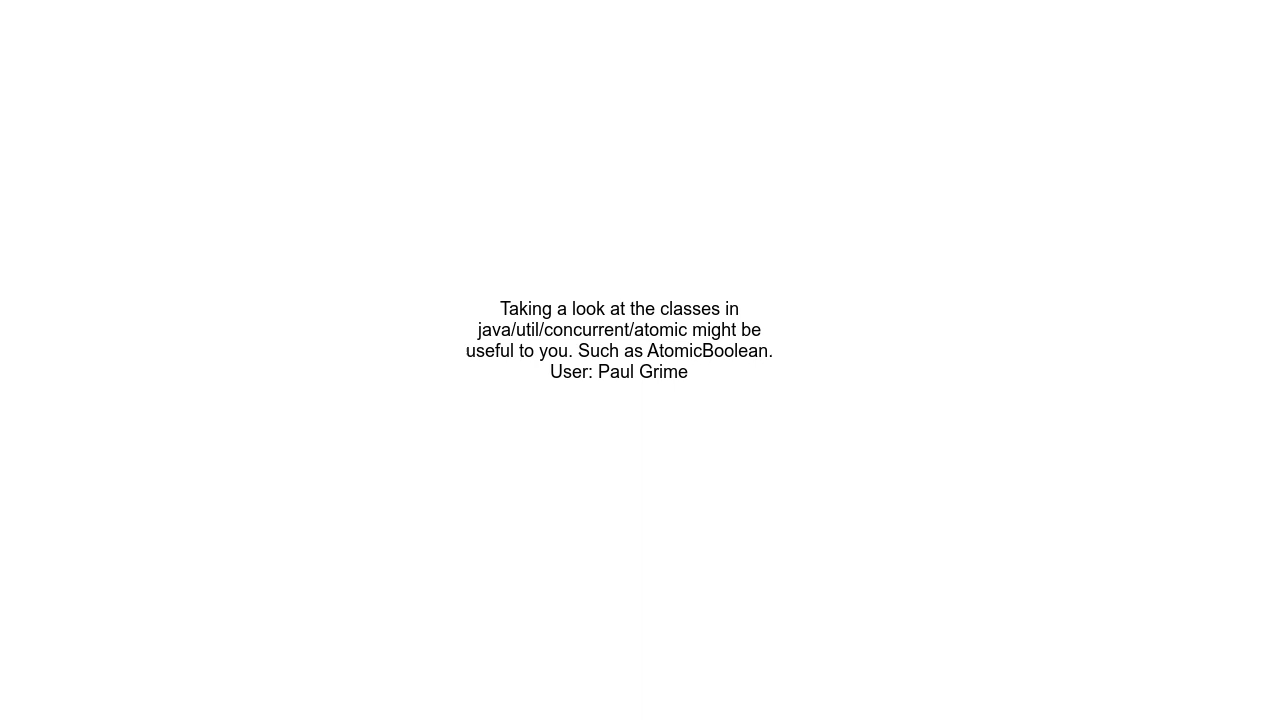 Taking a look at the classes in
java/util/concurrent/atomic might be
useful to you. Such as AtomicBoolean.
User: Paul Grime